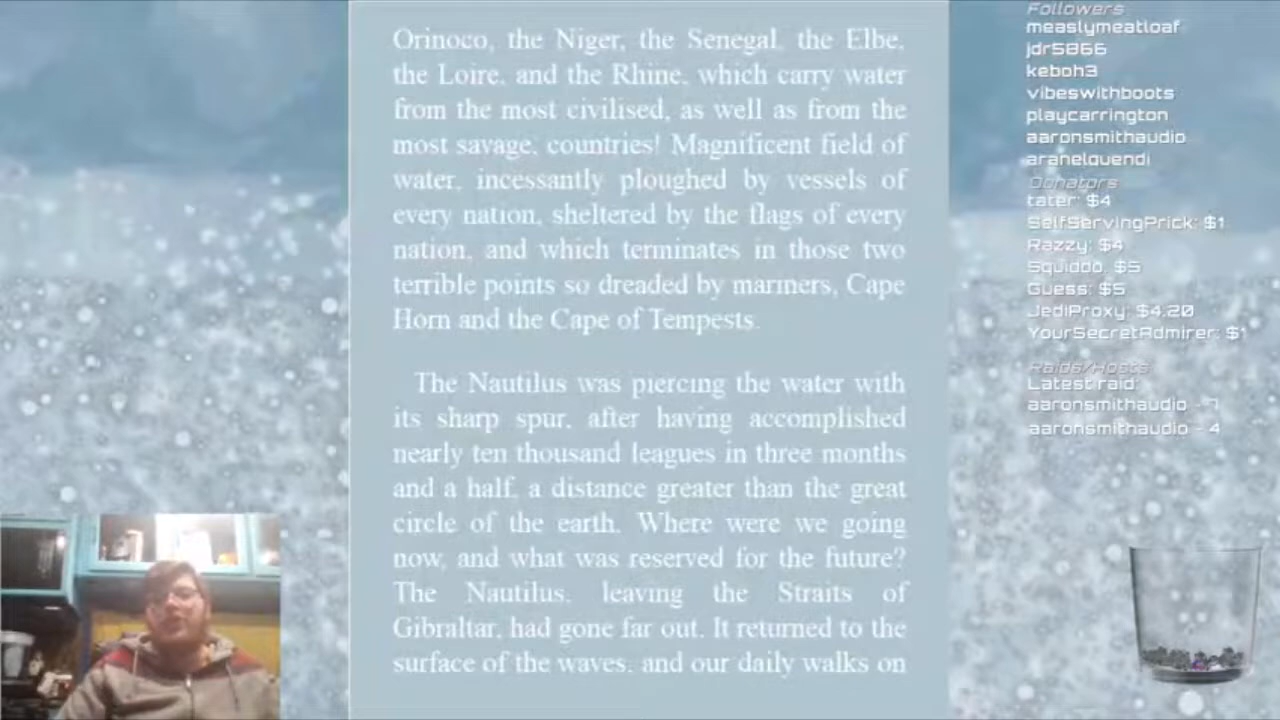 Orinoco, the Niger, the Senegal, the Elbe,
the Loire, and the Rhine, which carry water
from the most civilised, as well as from the
most savage, countries! Magnificent field of
water, incessantly ploughed by vessels of
every nation, sheltered by the flags of every
nation, and which terminates in those two
terrible points so dreaded by mariners, Cape
Horn and the Cape of Tempests.
The Nautilus was piercing the water with
its sharp spur, after having accomplished
nearly ten thousand leagues in three months
and a half, a distance greater than the great
circle of the earth. Where were we going
now, and what was reserved for the future?
The Nautilus, leaving the Straits of
Gibraltar, had gone far out. It returned to the
surface of the waves, and our daily walks on
Followers
measlymeatloaf
jdr5866
keboh3
vibeswithboots
playcarrington
aaronsmithaudio
aranelquendi
Donators
tater: $4
SelfServingPrick: $1
Razzy: $4
Squidoo: $5
Guess: $5
JediProxy: $4.20
YourSecretAdmirer: $1
Raids/Hosts
Latest raid:
aaronsmithaudio - 7
aaronsmithaudio - 4